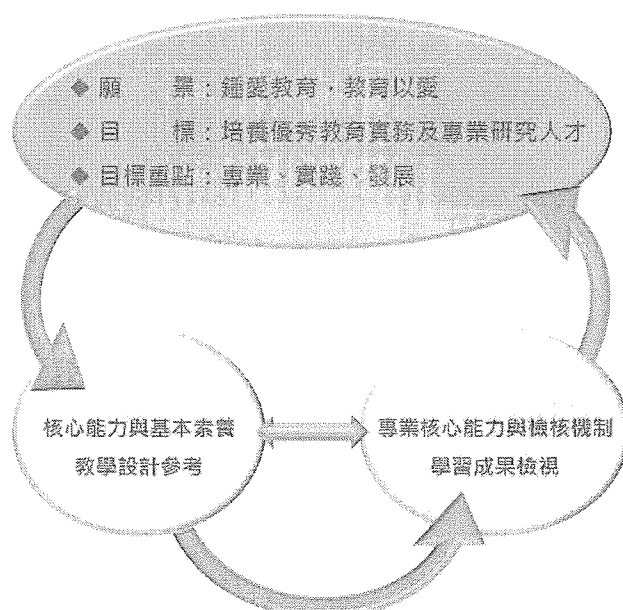 ◆ 願　　景：鍾愛教育，教育以愛
◆ 目　　標：培養優秀教育實務及專業研究人才
◆ 目標重點：專業、實踐、發展
核心能力與基本素養
教學設計參考
專業核心能力與檢核機制
學習成果檢視